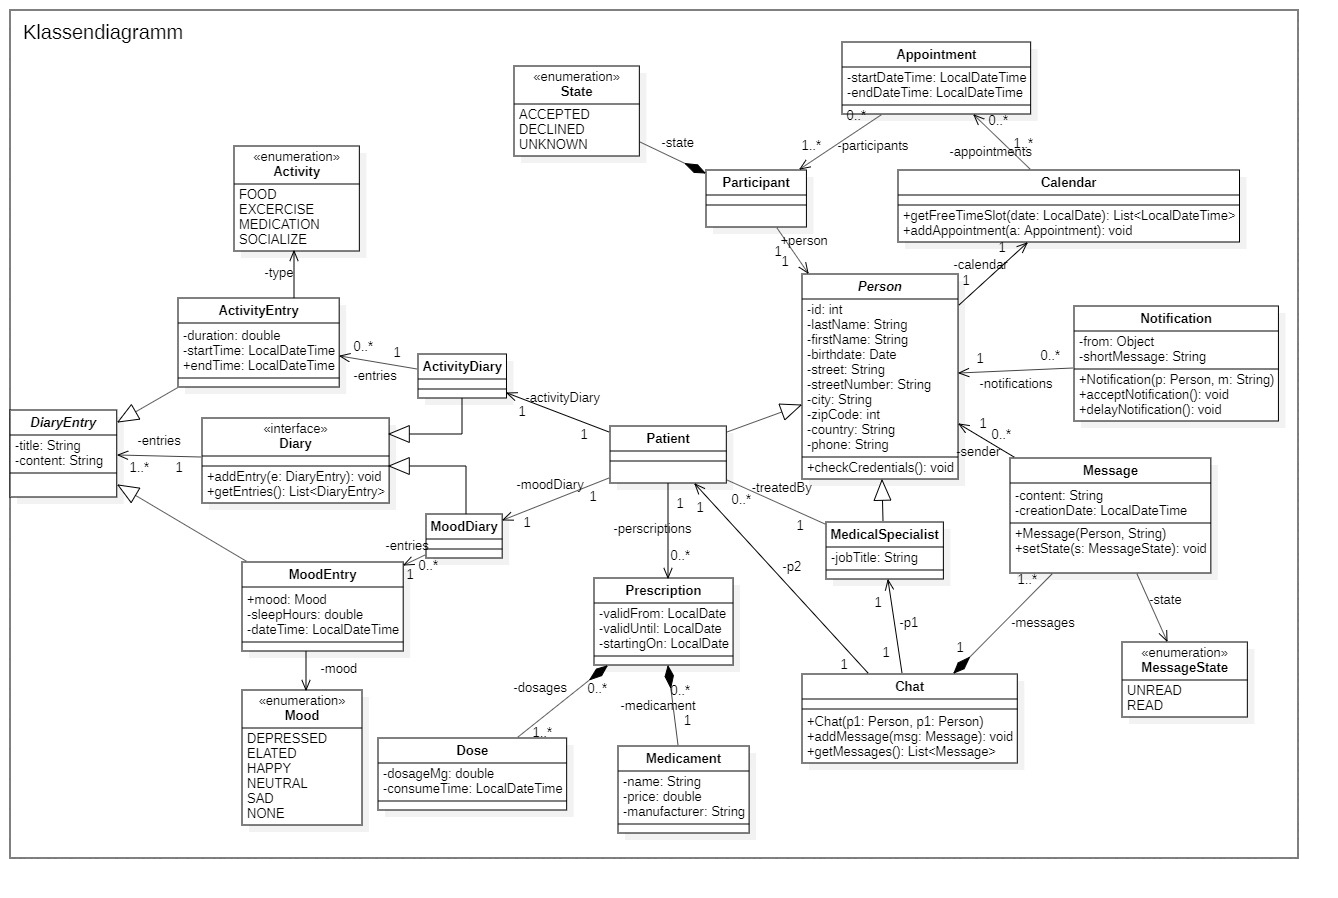 Klassendiagramm
Appointment
-startDateTime: LocalDateTime
-endDateTime: LocalDateTime
«enumeration»
State
ACCEPTED
DECLINED
UNKNOWN
-state
0..*
1..*
-participants
0..*
1..*
-appointments
Participant
Calendar
+getFreeTimeSlot(date: LocalDate): List<LocalDateTime>
+addAppointment(a: Appointment): void
«enumeration»
Activity
FOOD
EXCERCISE
MEDICATION
SOCIALIZE
-type
+person
1
1
1
-calendar
1
Person
-id: int
-lastName: String
-firstName: String
-birthdate: Date
-street: String
-streetNumber: String
-city: String
-zipCode: int
-country: String
-phone: String
+checkCredentials(): void
Notification
-from: Object
-shortMessage: String
+Notification(p: Person, m: String)
+acceptNotification(): void
+delayNotification(): void
1
0..*
-notifications
ActivityEntry
-duration: double
-startTime: LocalDateTime
+endTime: LocalDateTime
0..*
1
-entries
ActivityDiary
-activityDiary
1
1
DiaryEntry
-title: String
-content: String
-entries
1..*
1
«interface»
Diary
+addEntry(e: DiaryEntry): void
+getEntries(): List<DiaryEntry>
Patient
1
0..*
-sender
Message
-content: String
-creationDate: LocalDateTime
+Message(Person, String)
+setState(s: MessageState): void
-moodDiary
1
1
-treatedBy
0..*
1
1
1
MoodDiary
-perscriptions
0..*
MedicalSpecialist
-jobTitle: String
-entries
0..*
1
MoodEntry
+mood: Mood
-sleepHours: double
-dateTime: LocalDateTime
-p2
1
Prescription
-validFrom: LocalDate
-validUntil: LocalDate
-startingOn: LocalDate
1
-p1
1
1..*
-messages
1
-state
«enumeration»
MessageState
UNREAD
READ
-mood
«enumeration»
Mood
DEPRESSED
ELATED
HAPPY
NEUTRAL
SAD
NONE
-dosages
0..*
1..*
0..*
-medicament
1
Chat
+Chat(p1: Person, p1: Person)
+addMessage(msg: Message): void
+getMessages(): List<Message>
Dose
-dosageMg: double
-consumeTime: LocalDateTime
Medicament
-name: String
-price: double
-manufacturer: String